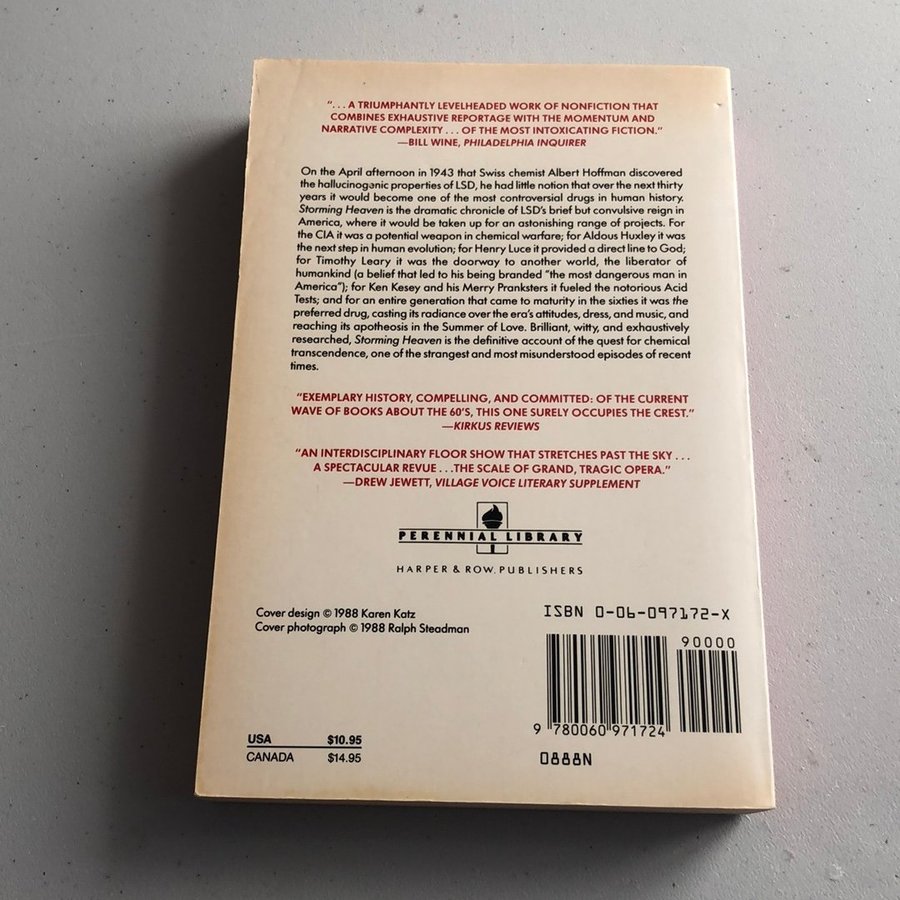 “. . . A TRIUMPHANTLY LEVELHEADED WORK OF NONFICTION THAT
COMBINES EXHAUSTIVE REPORTAGE WITH THE MOMENTUM AND
NARRATIVE COMPLEXITY . . . OF THE MOST INTOXICATING FICTION.”
—BILL WINE, PHILADELPHIA INQUIRER
On the April afternoon in 1943 that Swiss chemist Albert Hoffman discovered
the hallucinogenic properties of LSD, he had little notion that over the next thirty
years it would become one of the most controversial drugs in human history.
Storming Heaven is the dramatic chronicle of LSD’s brief but convulsive reign in
America, where it would be taken up for an astonishing range of projects. For
the CIA it was a potential weapon in chemical warfare; for Aldous Huxley it was
the next step in human evolution; for Henry Luce it provided a direct line to God;
for Timothy Leary it was the doorway to another world, the liberator of
humankind (a belief that led to his being branded “the most dangerous man in
America”); for Ken Kesey and his Merry Pranksters it fueled the notorious Acid
Tests; and for an entire generation that came to maturity in the sixties it was the
preferred drug, casting its radiance over the era’s attitudes, dress, and music, and
reaching its apotheosis in the Summer of Love. Brilliant, witty, and exhaustively
researched, Storming Heaven is the definitive account of the quest for chemical
transcendence, one of the strangest and most misunderstood episodes of recent
times.
“EXEMPLARY HISTORY, COMPELLING, AND COMMITTED: OF THE CURRENT
WAVE OF BOOKS ABOUT THE 60’S, THIS ONE SURELY OCCUPIES THE CREST.”
—KIRKUS REVIEWS
“AN INTERDISCIPLINARY FLOOR SHOW THAT STRETCHES PAST THE SKY . . .
A SPECTACULAR REVUE . . .THE SCALE OF GRAND, TRAGIC OPERA.”
—DREW JEWETT, VILLAGE VOICE LITERARY SUPPLEMENT
PERENNIAL LIBRARY
HARPER & ROW, PUBLISHERS
Cover design © 1988 Karen Katz
Cover photograph © 1988 Ralph Steadman
ISBN 0-06-097172-X
90000
9 780060 971724
0888N
USA $10.95
CANADA $14.95